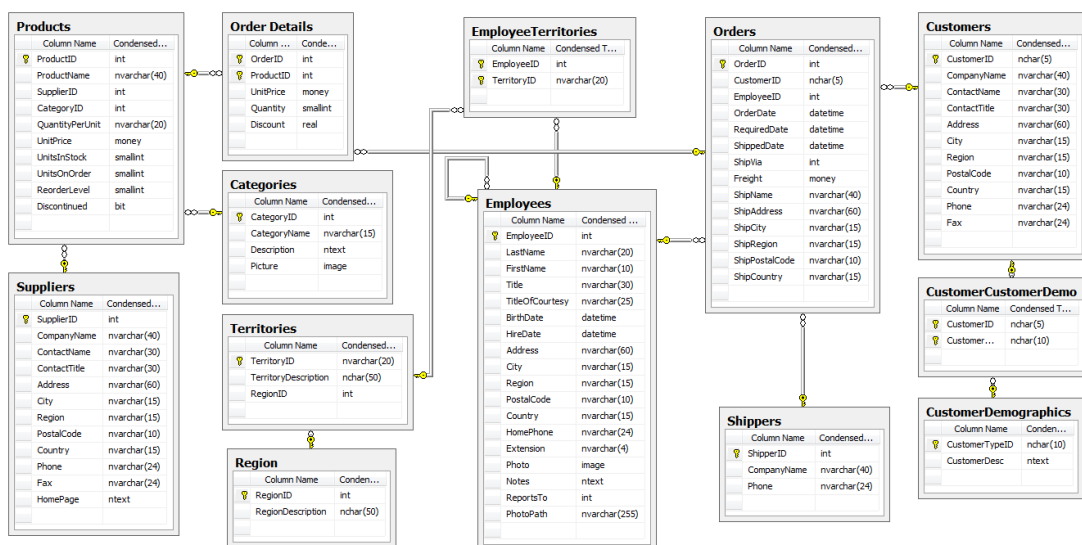 Products
Column Name Condensed...
ProductID int
ProductName nvarchar(40)
SupplierID int
CategoryID int
QuantityPerUnit nvarchar(20)
UnitPrice money
UnitsInStock smallint
UnitsOnOrder smallint
ReorderLevel smallint
Discontinued bit
Order Details
Column ... Conde...
OrderID int
ProductID int
UnitPrice money
Quantity smallint
Discount real
EmployeeTerritories
Column Name Condensed T...
EmployeeID int
TerritoryID nvarchar(20)
Orders
Column Name Condensed...
OrderID int
CustomerID nchar(5)
EmployeeID int
OrderDate datetime
RequiredDate datetime
ShippedDate datetime
ShipVia int
Freight money
ShipName nvarchar(40)
ShipAddress nvarchar(60)
ShipCity nvarchar(15)
ShipRegion nvarchar(15)
ShipPostalCode nvarchar(10)
ShipCountry nvarchar(15)
Customers
Column Name Condensed...
CustomerID nchar(5)
CompanyName nvarchar(40)
ContactName nvarchar(30)
ContactTitle nvarchar(30)
Address nvarchar(60)
City nvarchar(15)
Region nvarchar(15)
PostalCode nvarchar(10)
Country nvarchar(15)
Phone nvarchar(24)
Fax nvarchar(24)
Categories
Column Name Condensed...
CategoryID int
CategoryName nvarchar(15)
Description ntext
Picture image
Employees
Column Name Condensed ...
EmployeeID int
LastName nvarchar(20)
FirstName nvarchar(10)
Title nvarchar(30)
TitleOfCourtesy nvarchar(25)
BirthDate datetime
HireDate datetime
Address nvarchar(60)
City nvarchar(15)
Region nvarchar(15)
PostalCode nvarchar(10)
Country nvarchar(15)
HomePhone nvarchar(24)
Extension nvarchar(4)
Photo image
Notes ntext
ReportsTo int
PhotoPath nvarchar(255)
Suppliers
Column Name Condensed...
SupplierID int
CompanyName nvarchar(40)
ContactName nvarchar(30)
ContactTitle nvarchar(30)
Address nvarchar(60)
City nvarchar(15)
Region nvarchar(15)
PostalCode nvarchar(10)
Country nvarchar(15)
Phone nvarchar(24)
Fax nvarchar(24)
HomePage ntext
Territories
Column Name Condensed...
TerritoryID nvarchar(20)
TerritoryDescription nchar(50)
RegionID int
CustomerCustomerDemo
Column Name Condensed T...
CustomerID nchar(5)
Customer... nchar(10)
Shippers
Column Name Condensed...
ShipperID int
CompanyName nvarchar(40)
Phone nvarchar(24)
CustomerDemographics
Column Name Conden...
CustomerTypeID nchar(10)
CustomerDesc ntext
Region
Column Name Conden...
RegionID int
RegionDescription nchar(50)